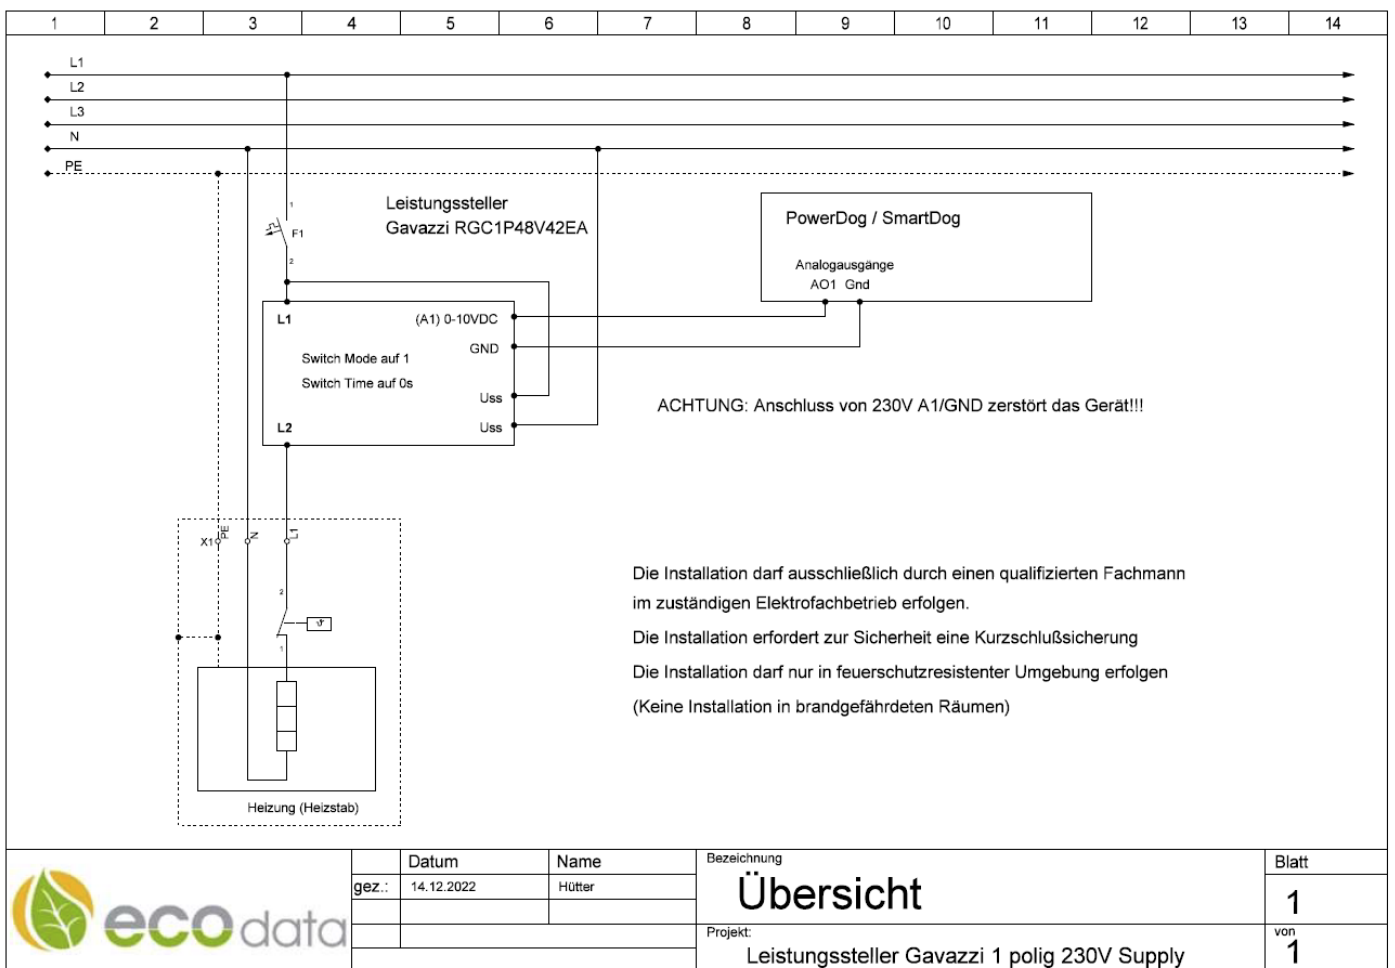 1 2 3 4 5 6 7 8 9 10 11 12 13 14
L1
L2
L3
N
PE
Leistungssteller
Gavazzi RGC1P48V42EA
1
F1
2
PowerDog / SmartDog
Analogausgänge
AO1 Gnd
L1 (A1) 0-10VDC
GND
Switch Mode auf 1
Switch Time auf 0s
Uss
L2 Uss
ACHTUNG: Anschluss von 230V A1/GND zerstört das Gerät!!!
X1 PE N L1
2
ϑ
1
Heizung (Heizstab)
Die Installation darf ausschließlich durch einen qualifizierten Fachmann
im zuständigen Elektrofachbetrieb erfolgen.
Die Installation erfordert zur Sicherheit eine Kurzschlußsicherung
Die Installation darf nur in feuerschutzresistenter Umgebung erfolgen
(Keine Installation in brandgefährdeten Räumen)
ecodata
Datum Name
gez.: 14.12.2022 Hütter
Bezeichnung
Übersicht
Projekt:
Leistungssteller Gavazzi 1 polig 230V Supply
Blatt
1
von
1